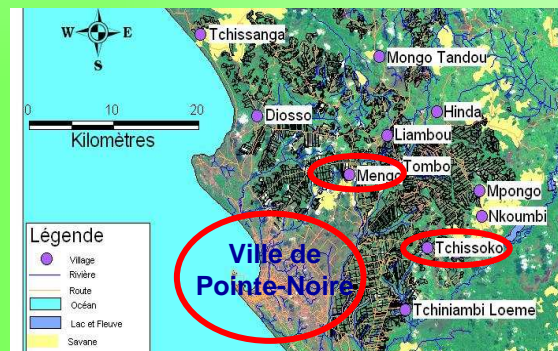 N
W E
S
Tchissanga
Mongo Tandou
Diosso
Hinda
0 10 20
Kilomètres
Liambou
Tombo
Mengo
Mpongo
Nkoumbi
Ville de
Pointe-Noire
Tchissoko
Tchiniambi Loeme
Légende
Village
Rivière
Route
Océan
Lac et Fleuve
Savane